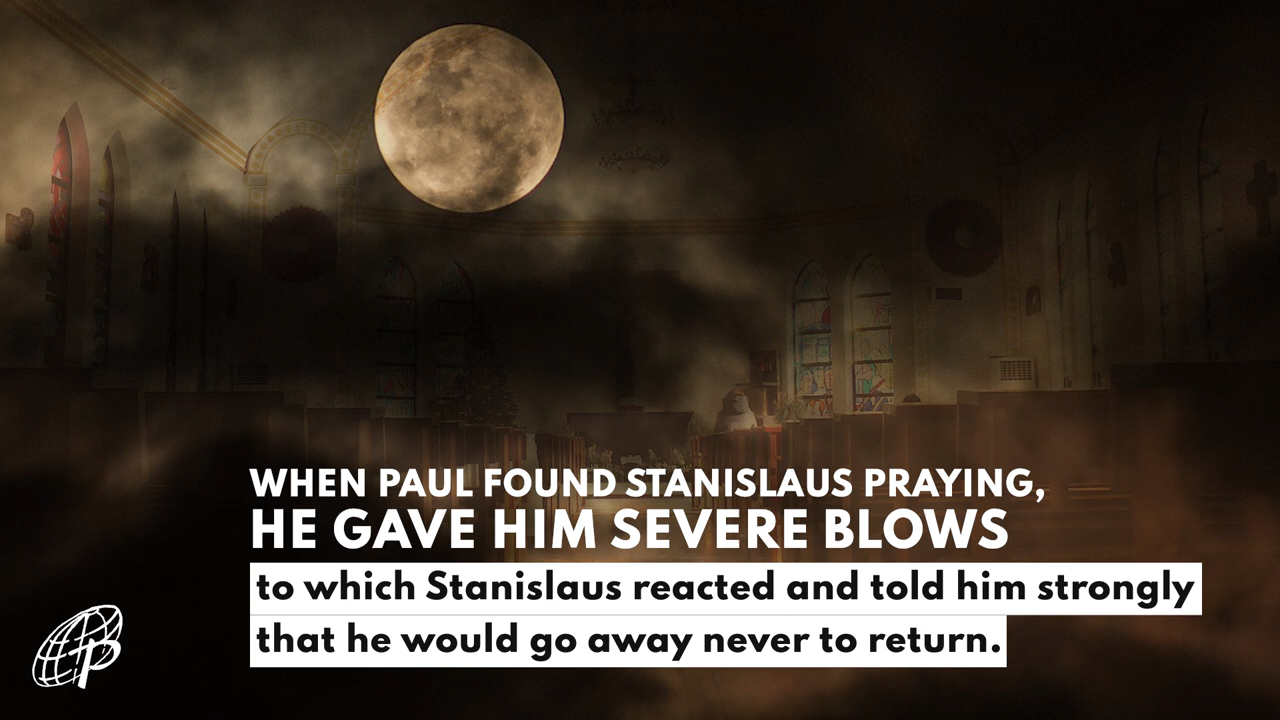 WHEN PAUL FOUND STANISLAUS PRAYING,
HE GAVE HIM SEVERE BLOWS
to which Stanislaus reacted and told him strongly
that he would go away never to return.